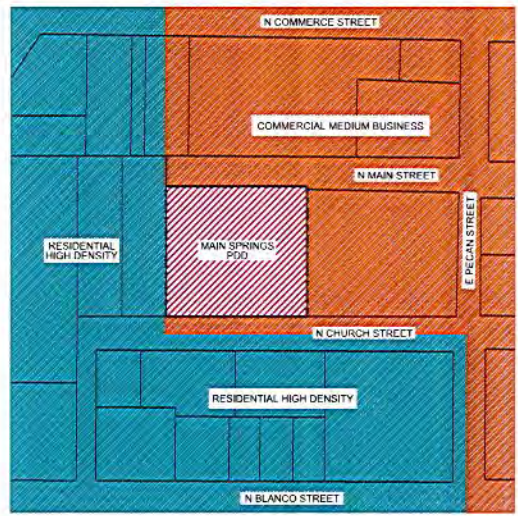 N COMMERCE STREET
COMMERCIAL MEDIUM BUSINESS
N MAIN STREET
E PECAN STREET
RESIDENTIAL
HIGH DENSITY
MAIN SPRINGS
PDD
N CHURCH STREET
RESIDENTIAL HIGH DENSITY
N BLANCO STREET